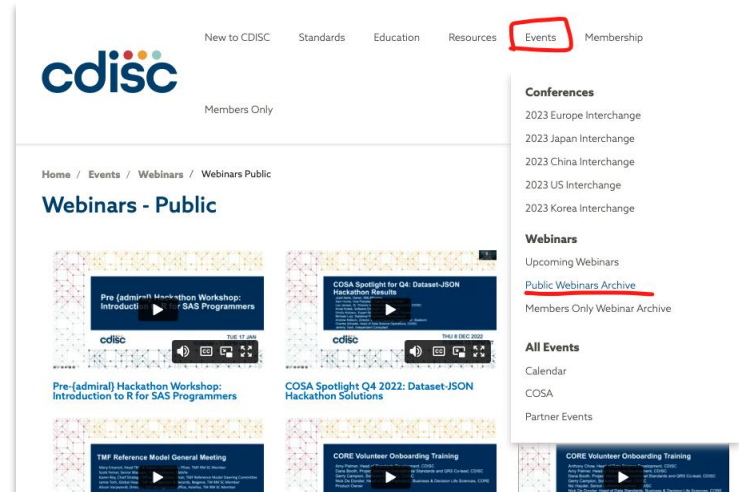 New to CDISC Standards Education Resources Events Membership
cdisc
Members Only
Conferences
2023 Europe Interchange
2023 Japan Interchange
2023 China Interchange
2023 US Interchange
2023 Korea Interchange
Webinars
Upcoming Webinars
Public Webinars Archive
Members Only Webinar Archive
All Events
Calendar
COSA
Partner Events
Home / Events / Webinars / Webinars Public
Webinars - Public
Pre {admiral} Hackathon Workshop:
Introduction to R for SAS Programmers
cdisc
TUE 17 JAN
CC
Pre-{admiral} Hackathon Workshop:
Introduction to R for SAS Programmers
COSA Spotlight for Q4: Dataset-JSON
Hackathon Results
cdisc
THU 8 DEC 2022
CC
COSA Spotlight Q4 2022: Dataset-JSON
Hackathon Solutions
TMF Reference Model General Meeting
CORE Volunteer Onboarding Training
CORE Volunteer Onboarding Training